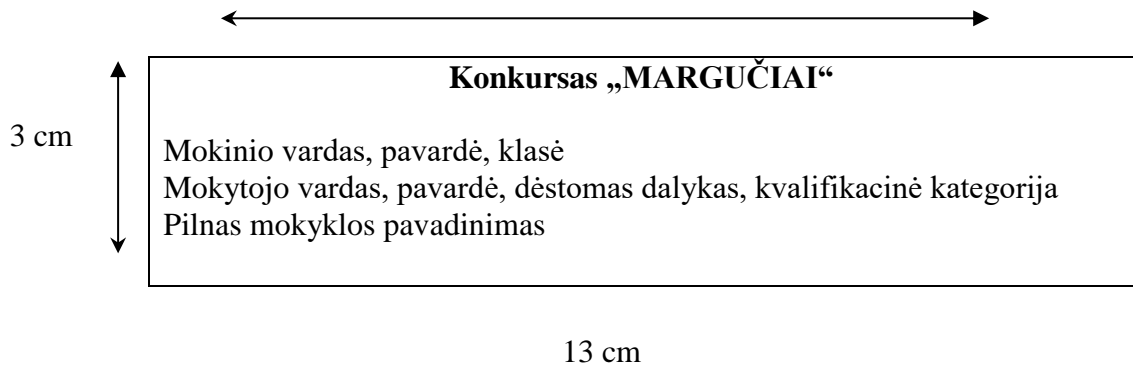 Konkursas „MARGUČIAI“
3 cm
Mokinio vardas, pavardė, klasė
Mokytojo vardas, pavardė, dėstomas dalykas, kvalifikacinė kategorija
Pilnas mokyklos pavadinimas
13 cm